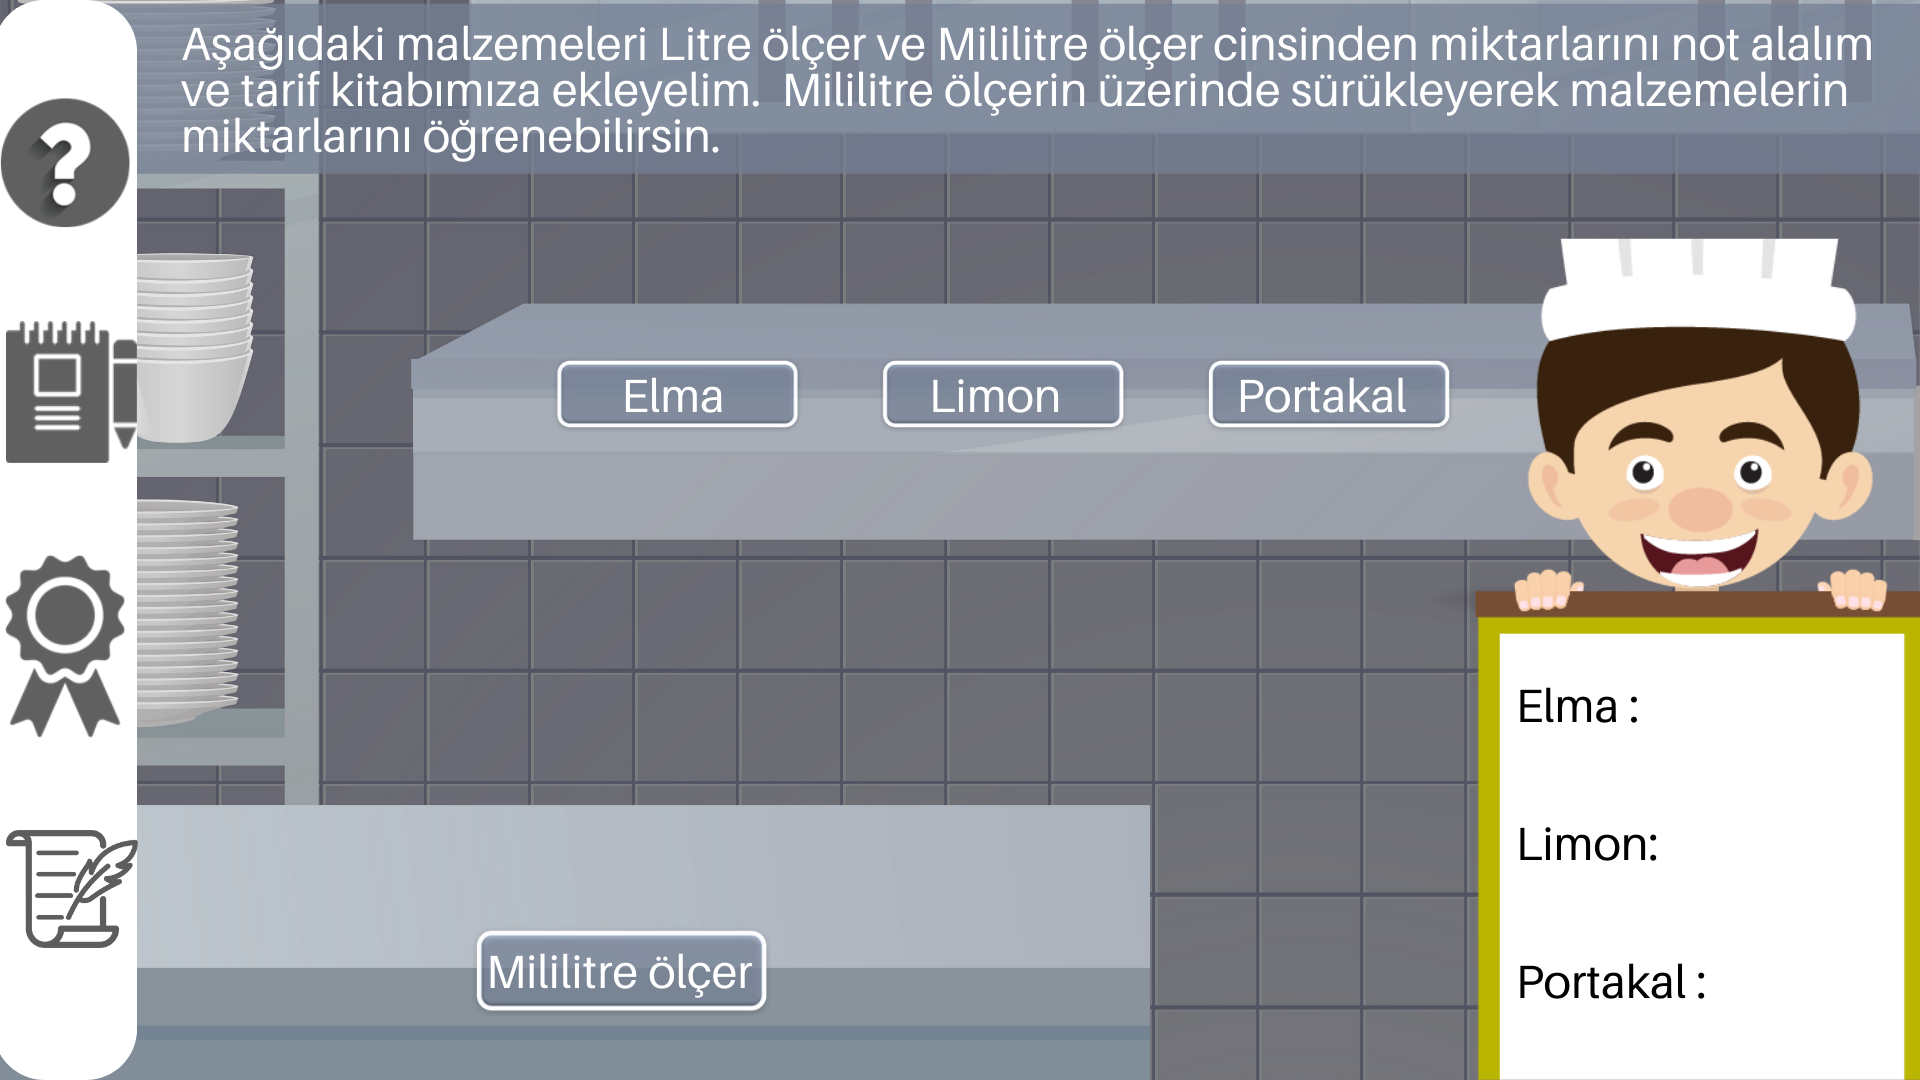 Aşağıdaki malzemeleri Litre ölçer ve Mililitre ölçer cinsinden miktarlarını not alalım
ve tarif kitabımıza ekleyelim.  Mililitre ölçerin üzerinde sürükleyerek malzemelerin
miktarlarını öğrenebilirsin.
Elma
Limon
Portakal
Elma :
Limon:
Portakal :
Mililitre ölçer